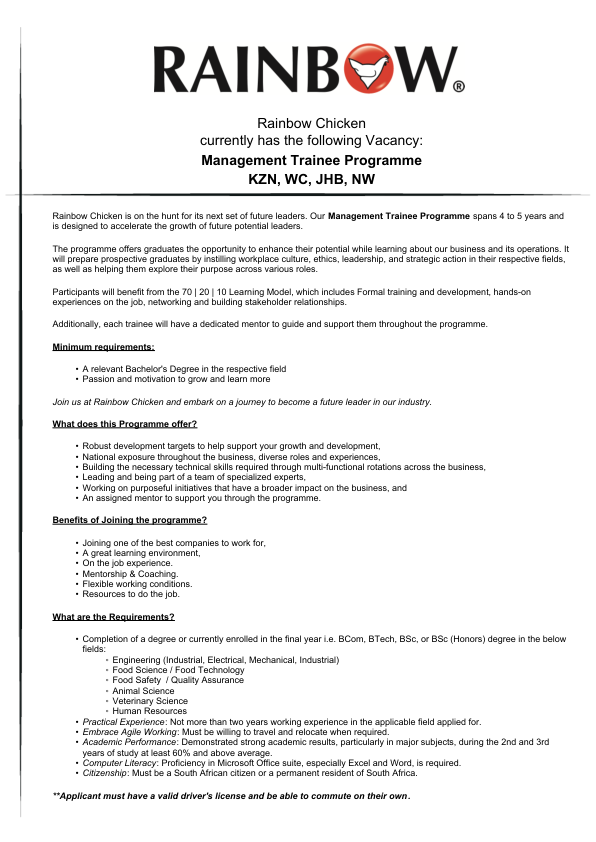 RAINBOW®
Rainbow Chicken
currently has the following Vacancy:
Management Trainee Programme
KZN, WC, JHB, NW
Rainbow Chicken is on the hunt for its next set of future leaders. Our Management Trainee Programme spans 4 to 5 years and
is designed to accelerate the growth of future potential leaders.
The programme offers graduates the opportunity to enhance their potential while learning about our business and its operations. It
will prepare prospective graduates by instilling workplace culture, ethics, leadership, and strategic action in their respective fields,
as well as helping them explore their purpose across various roles.
Participants will benefit from the 70 | 20 | 10 Learning Model, which includes Formal training and development, hands-on
experiences on the job, networking and building stakeholder relationships.
Additionally, each trainee will have a dedicated mentor to guide and support them throughout the programme.
Minimum requirements:
• A relevant Bachelor's Degree in the respective field
• Passion and motivation to grow and learn more
Join us at Rainbow Chicken and embark on a journey to become a future leader in our industry.
What does this Programme offer?
• Robust development targets to help support your growth and development,
• National exposure throughout the business, diverse roles and experiences,
• Building the necessary technical skills required through multi-functional rotations across the business,
• Leading and being part of a team of specialized experts,
• Working on purposeful initiatives that have a broader impact on the business, and
• An assigned mentor to support you through the programme.
Benefits of Joining the programme?
• Joining one of the best companies to work for,
• A great learning environment,
• On the job experience.
• Mentorship & Coaching.
• Flexible working conditions.
• Resources to do the job.
What are the Requirements?
• Completion of a degree or currently enrolled in the final year i.e. BCom, BTech, BSc, or BSc (Honors) degree in the below
fields:
◦ Engineering (Industrial, Electrical, Mechanical, Industrial)
◦ Food Science / Food Technology
◦ Food Safety / Quality Assurance
◦ Animal Science
◦ Veterinary Science
◦ Human Resources
• Practical Experience: Not more than two years working experience in the applicable field applied for.
• Embrace Agile Working: Must be willing to travel and relocate when required.
• Academic Performance: Demonstrated strong academic results, particularly in major subjects, during the 2nd and 3rd
years of study at least 60% and above average.
• Computer Literacy: Proficiency in Microsoft Office suite, especially Excel and Word, is required.
• Citizenship: Must be a South African citizen or a permanent resident of South Africa.
**Applicant must have a valid driver's license and be able to commute on their own.